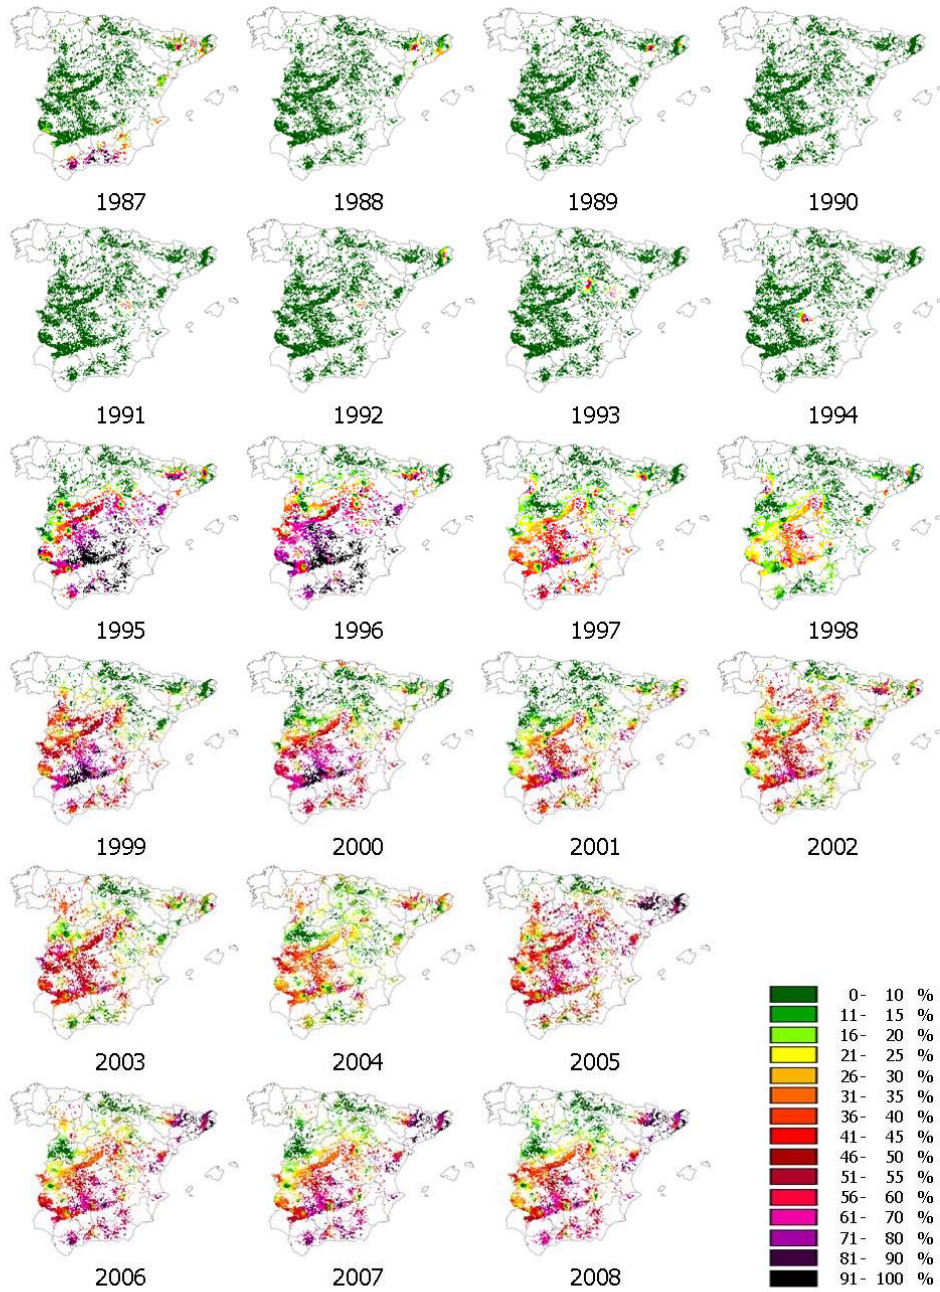 1987 1988 1989 1990
1991 1992 1993 1994
1995 1996 1997 1998
1999 2000 2001 2002
2003 2004 2005
2006 2007 2008
0- 10 %
11- 15 %
16- 20 %
21- 25 %
26- 30 %
31- 35 %
36- 40 %
41- 45 %
46- 50 %
51- 55 %
56- 60 %
61- 70 %
71- 80 %
81- 90 %
91- 100 %